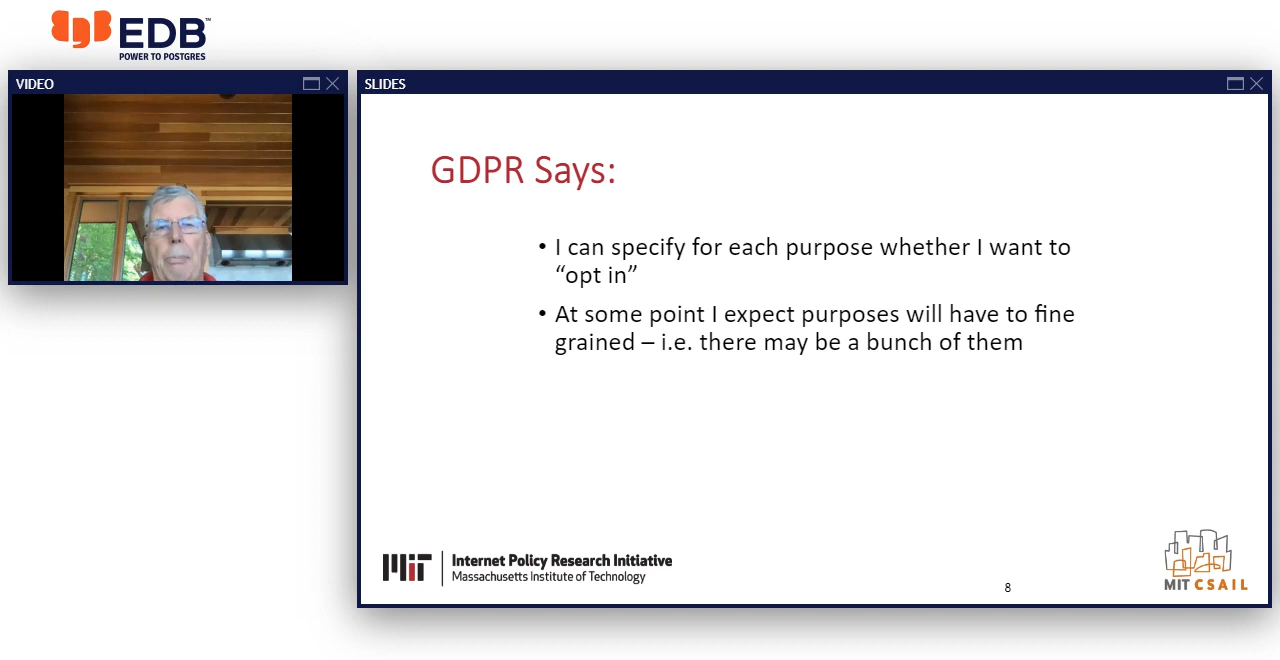 EDB™
POWER TO POSTGRES
VIDEO
SLIDES
GDPR Says:
• I can specify for each purpose whether I want to
“opt in”
• At some point I expect purposes will have to fine
grained – i.e. there may be a bunch of them
MIT Internet Policy Research Initiative
Massachusetts Institute of Technology
8
MIT CSAIL